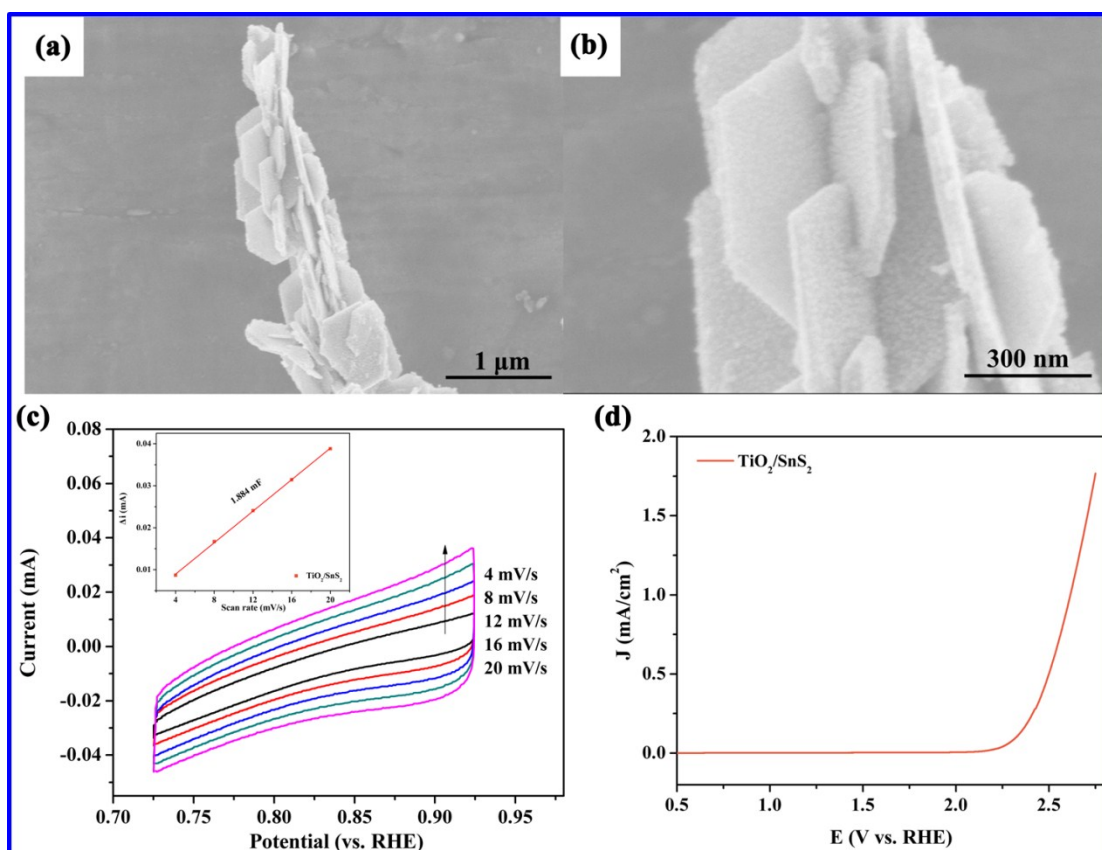 (a)
1 μm
(b)
300 nm
(c)
0.08
0.06
0.04
0.02
0.00
-0.02
-0.04
Current (mA)
0.70
0.75
0.80
0.85
0.90
0.95
Potential (vs. RHE)
0.04
0.03
0.02
0.01
0.00
Δi (mA)
4
8
12
16
20
Scan rate (mV/s)
1.884 mF
TiO2/SnS2
4 mV/s
8 mV/s
12 mV/s
16 mV/s
20 mV/s
(d)
2.0
1.5
1.0
0.5
0.0
J (mA/cm²)
TiO2/SnS2
0.5
1.0
1.5
2.0
2.5
E (V vs. RHE)